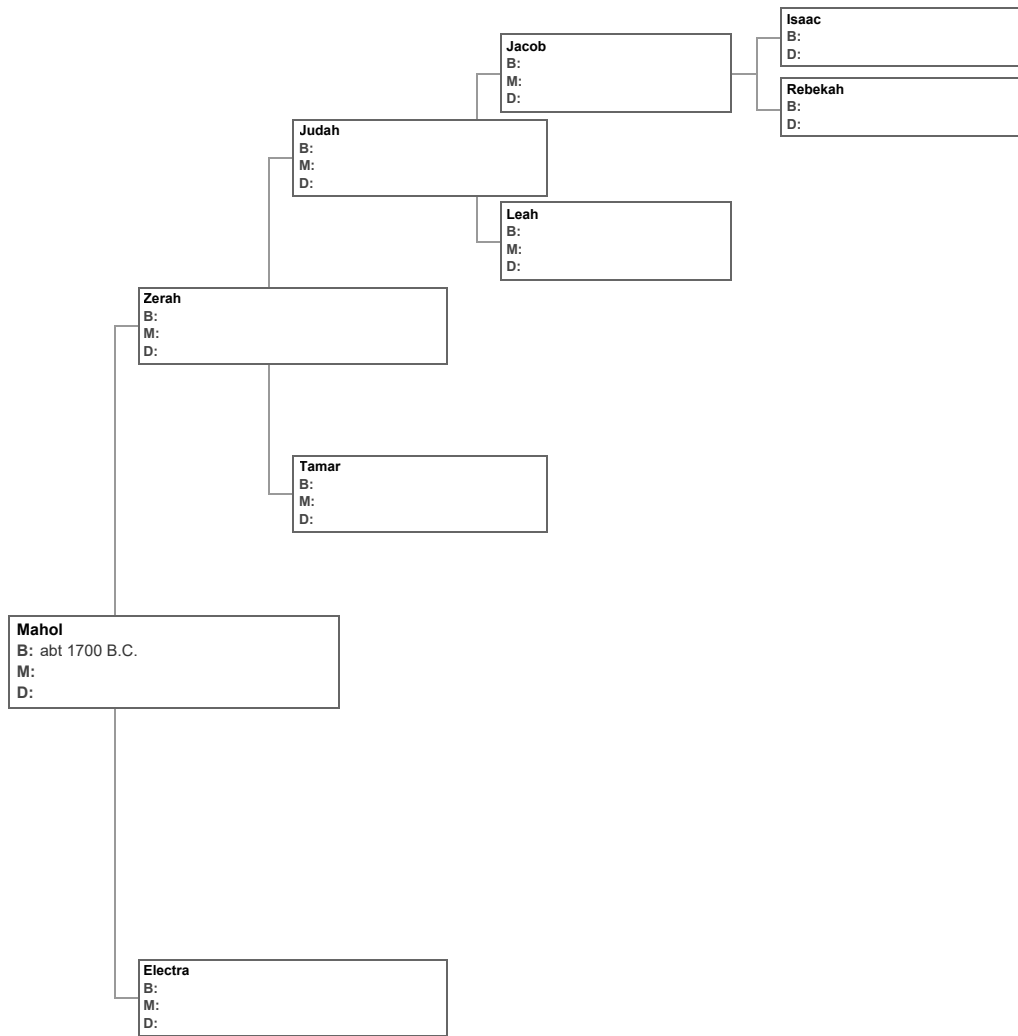 Isaac
B:
D:
Jacob
B:
M:
D:
Rebekah
B:
D:
Judah
B:
M:
D:
Leah
B:
M:
D:
Zerah
B:
M:
D:
Tamar
B:
M:
D:
Mahol
B: abt 1700 B.C.
M:
D:
Electra
B:
M:
D: